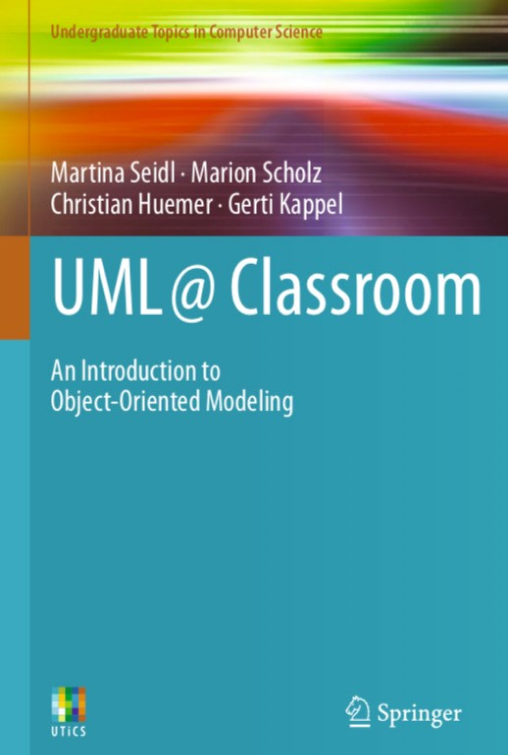 Undergraduate Topics in Computer Science
Martina Seidl · Marion Scholz
Christian Huemer · Gerti Kappel
UML @ Classroom
An Introduction to
Object-Oriented Modeling
UTiCS
Springer